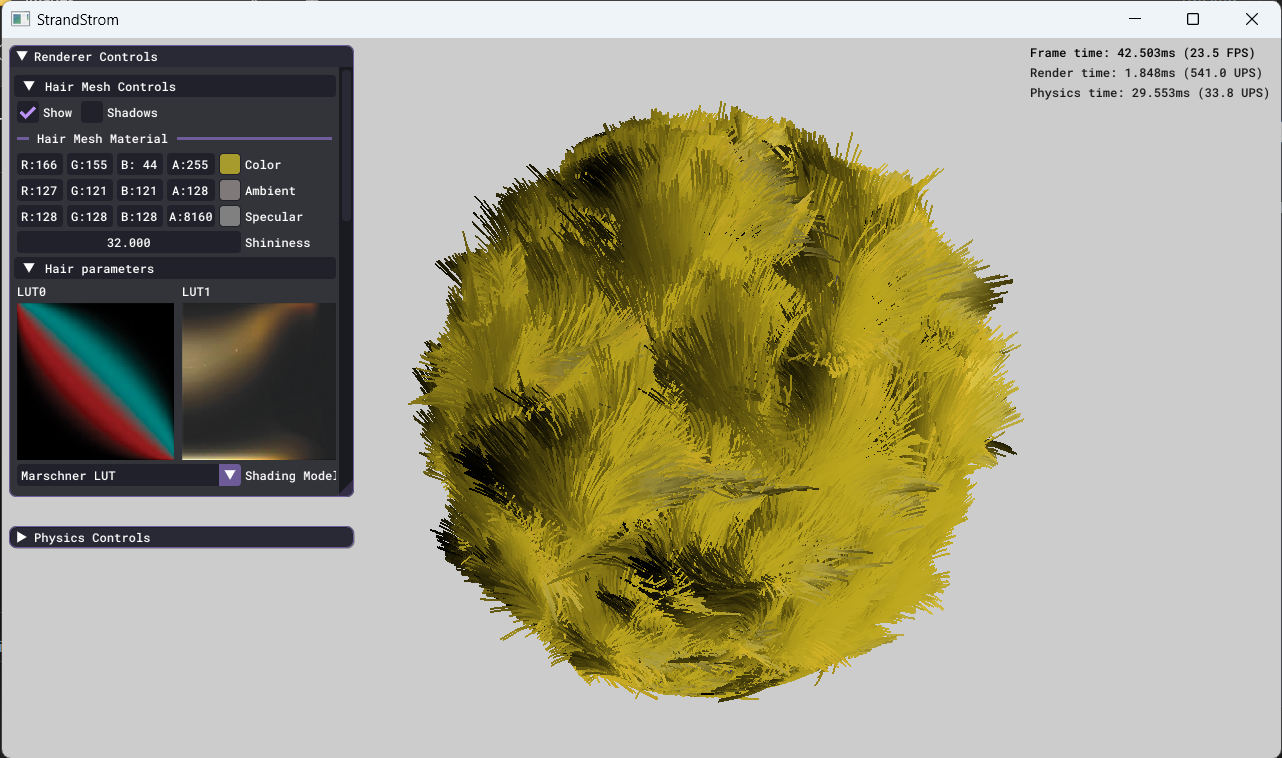 StrandStrom
Renderer Controls
Hair Mesh Controls
Show Shadows
Hair Mesh Material
R:166 G:155 B: 44 A:255 Color
R:127 G:121 B:121 A:128 Ambient
R:128 G:128 B:128 A:8160 Specular
32.000 Shininess
Hair parameters
LUT0 LUT1
Marschner LUT Shading Model
Physics Controls
Frame time: 42.503ms (23.5 FPS)
Render time: 1.848ms (541.0 UPS)
Physics time: 29.553ms (33.8 UPS)